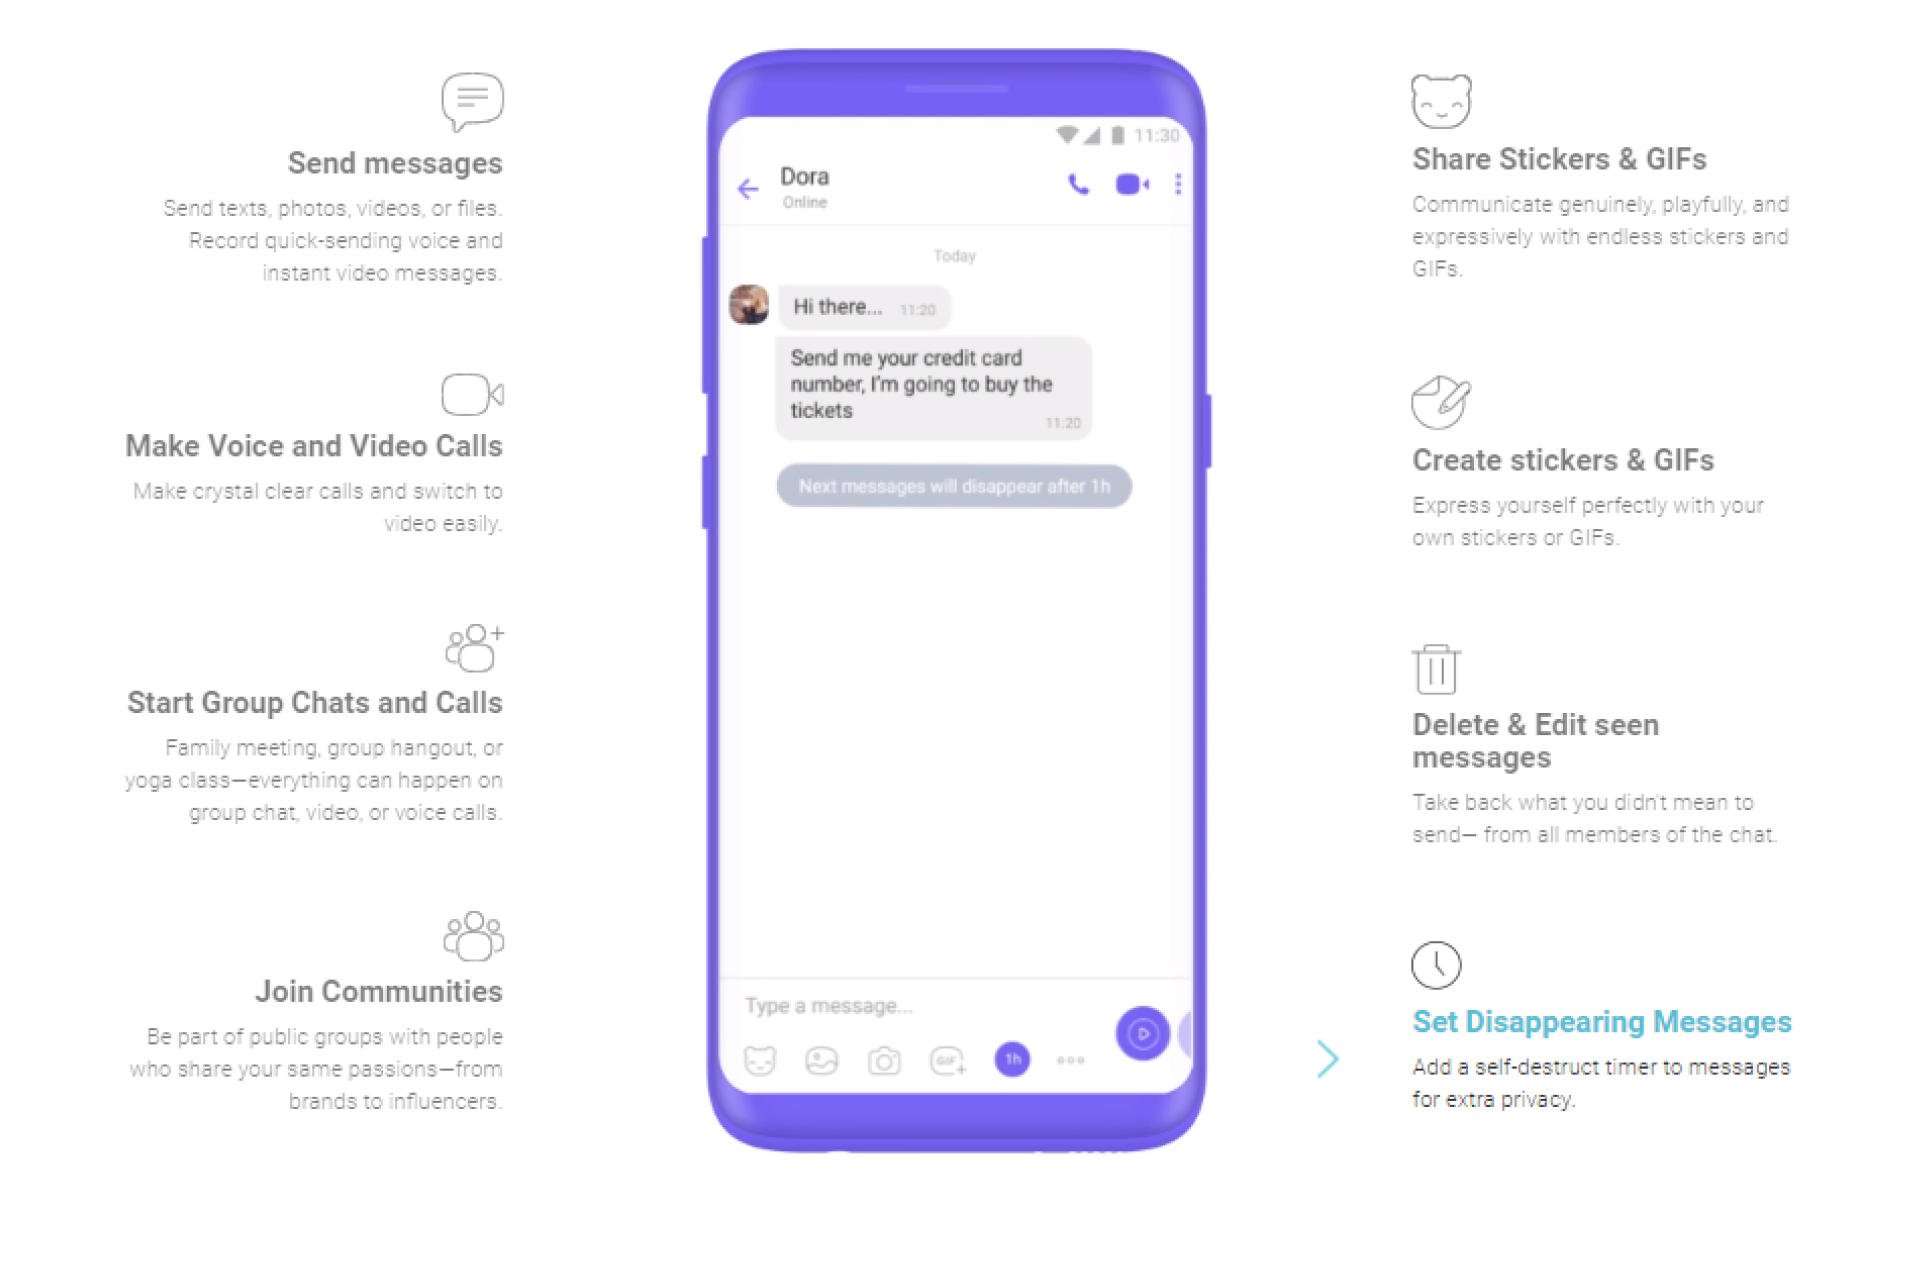 Send messages
Send texts, photos, videos, or files.
Record quick-sending voice and
instant video messages.
Make Voice and Video Calls
Make crystal clear calls and switch to
video easily.
Start Group Chats and Calls
Family meeting, group hangout, or
yoga class—everything can happen on
group chat, video, or voice calls.
Join Communities
Be part of public groups with people
who share your same passions—from
brands to influencers.
11:30
Dora
Online
Today
Hi there... 11:20
Send me your credit card
number, I'm going to buy the
tickets
11:20
Next messages will disappear after 1h
Type a message...
GIF
1h
Share Stickers & GIFs
Communicate genuinely, playfully, and
expressively with endless stickers and
GIFs.
Create stickers & GIFs
Express yourself perfectly with your
own stickers or GIFs.
Delete & Edit seen
messages
Take back what you didn't mean to
send— from all members of the chat.
Set Disappearing Messages
Add a self-destruct timer to messages
for extra privacy.